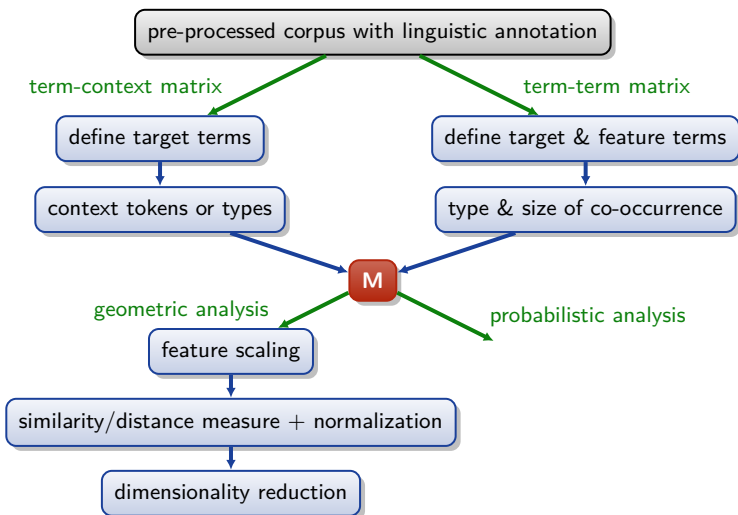 pre-processed corpus with linguistic annotation
term-context matrix
term-term matrix
define target terms
define target & feature terms
context tokens or types
type & size of co-occurrence
M
geometric analysis
probabilistic analysis
feature scaling
similarity/distance measure + normalization
dimensionality reduction